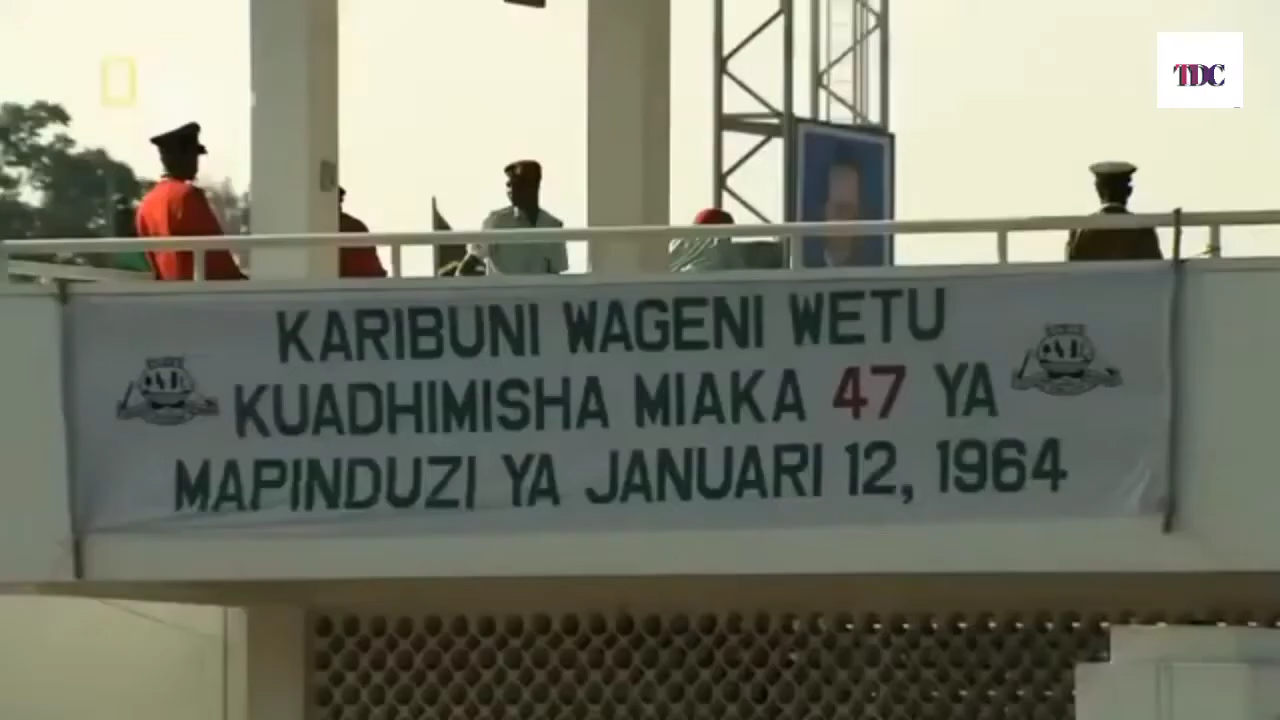 TDC
KARIBUNI WAGENI WETU
KUADHIMISHA MIAKA 47 YA
MAPINDUZI YA JANUARI 12, 1964